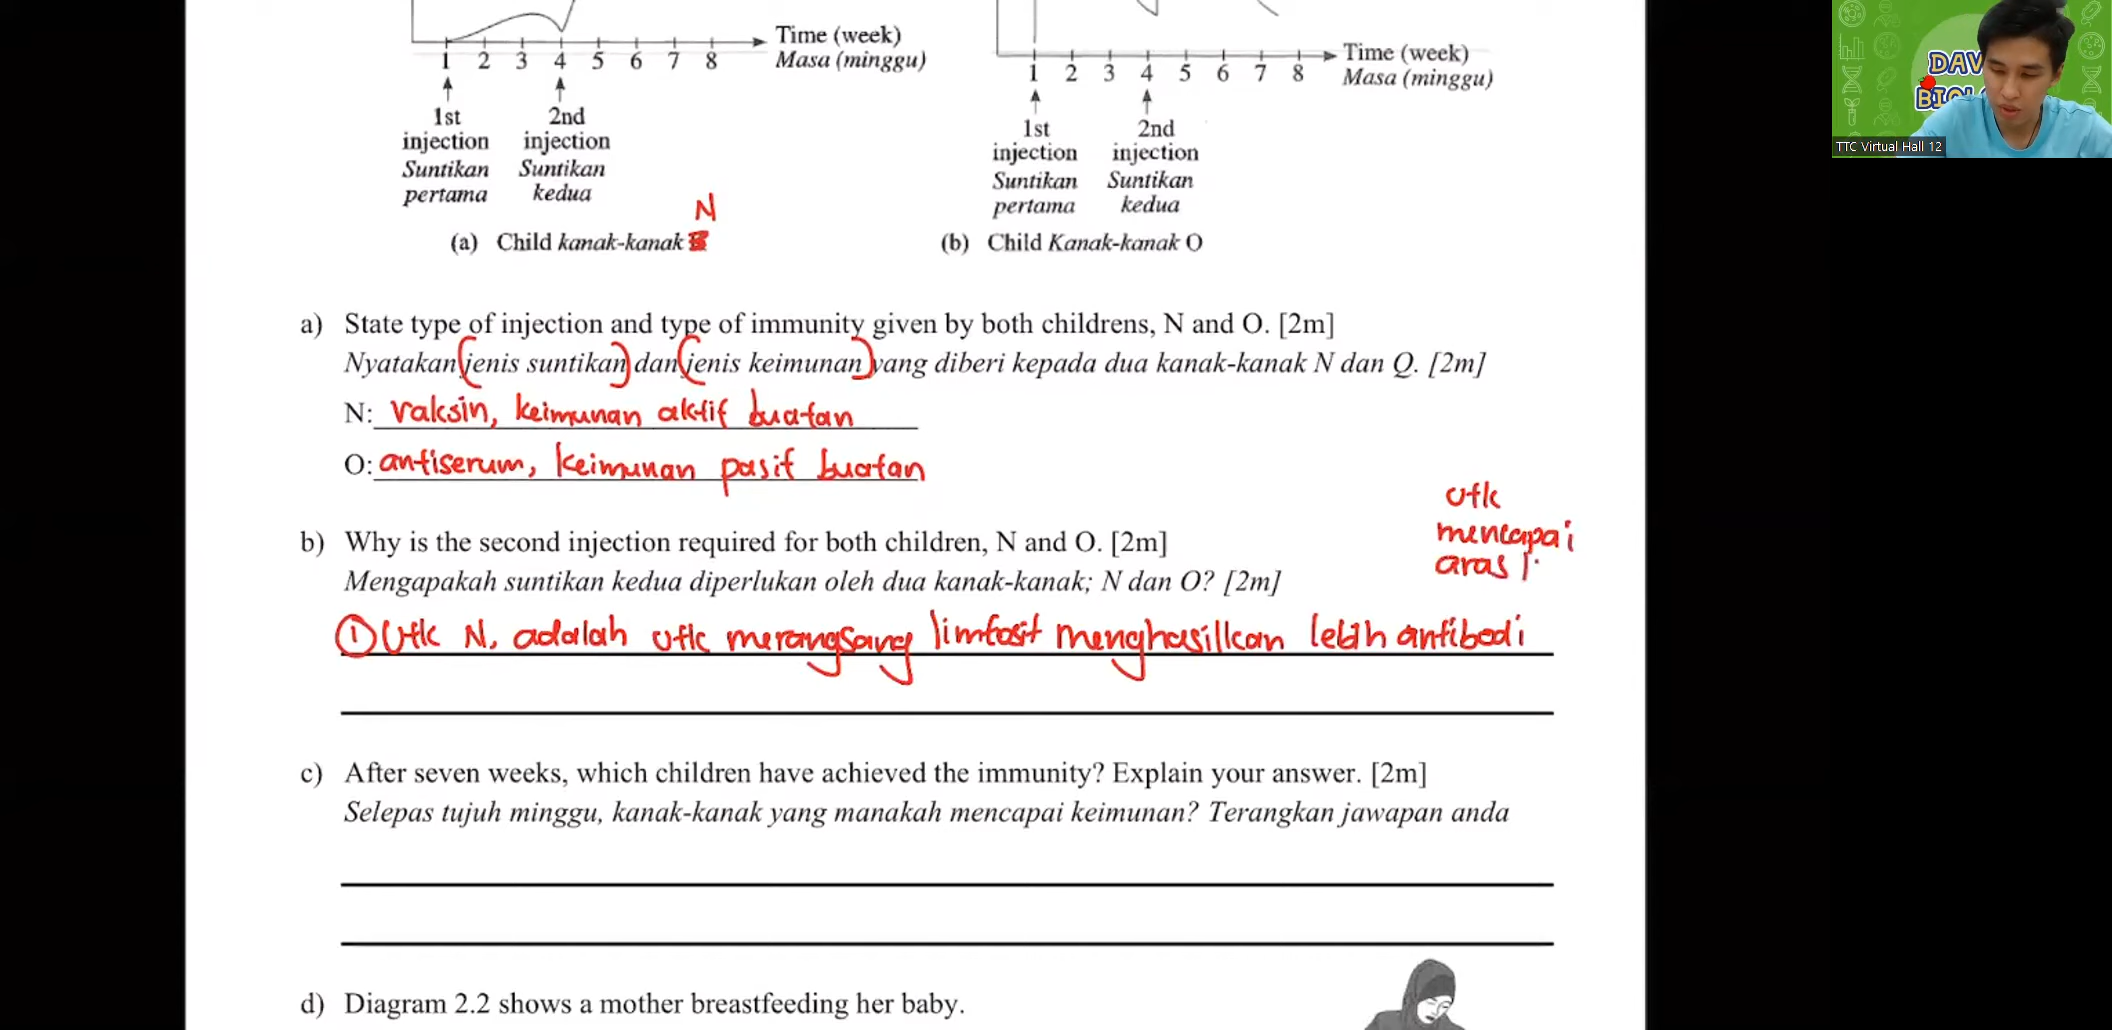 Time (week)
Masa (minggu)
1 2 3 4 5 6 7 8
1st
injection
Suntikan
pertama
2nd
injection
Suntikan
kedua
N
(a) Child kanak-kanak
Time (week)
Masa (minggu)
1 2 3 4 5 6 7 8
1st
injection
Suntikan
pertama
2nd
injection
Suntikan
kedua
(b) Child Kanak-kanak O
DAV
BIOL
TTC Virtual Hall 12
a) State type of injection and type of immunity given by both childrens, N and O. [2m]
Nyatakan jenis suntikan dan jenis keimunan yang diberi kepada dua kanak-kanak N dan Q. [2m]
N: vaksin, keimunan aktif buatan
O: antiserum, keimunan pasif buatan
utk
mencapai
aras
b) Why is the second injection required for both children, N and O. [2m]
Mengapakah suntikan kedua diperlukan oleh dua kanak-kanak; N dan O? [2m]
① Utk N, adalah utk merangsang limfosit menghasilkan lebih antibodi
c) After seven weeks, which children have achieved the immunity? Explain your answer. [2m]
Selepas tujuh minggu, kanak-kanak yang manakah mencapai keimunan? Terangkan jawapan anda
d) Diagram 2.2 shows a mother breastfeeding her baby.